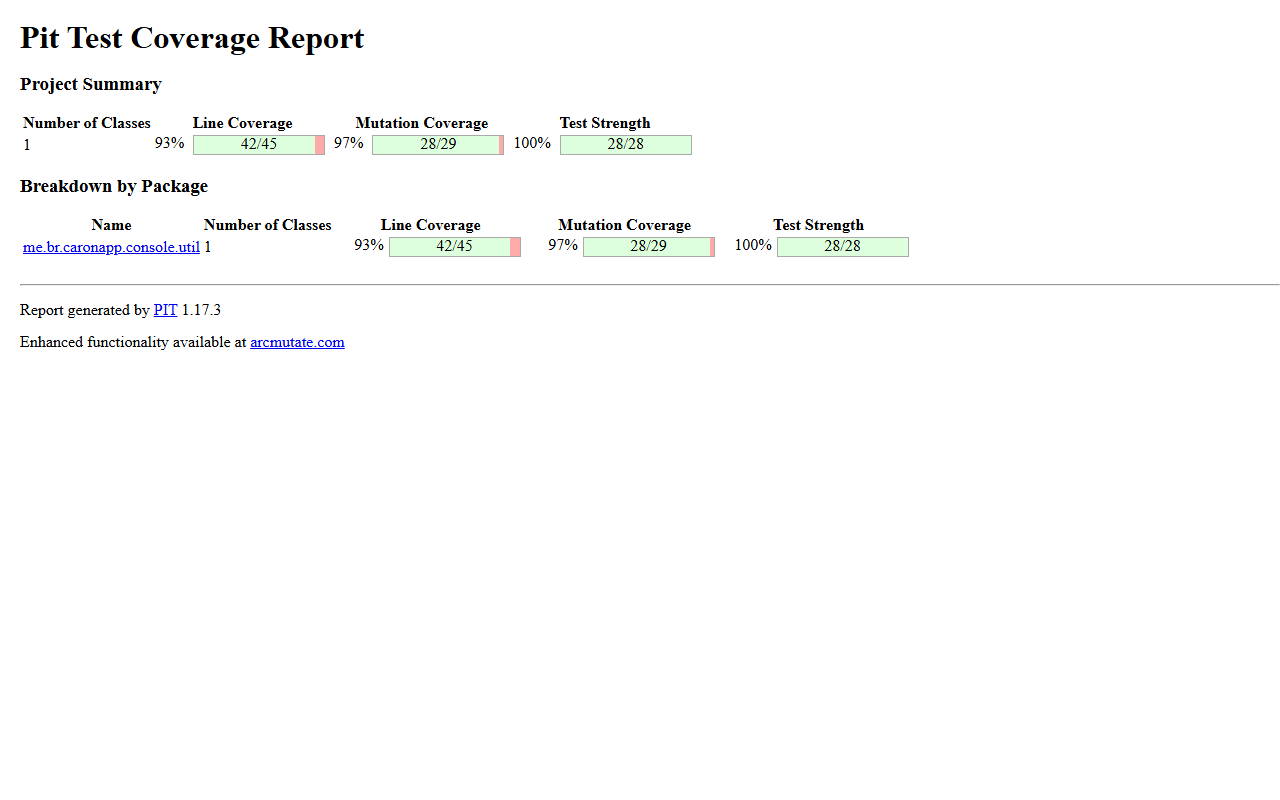 Pit Test Coverage Report
Project Summary
Number of Classes Line Coverage Mutation Coverage Test Strength
1 93% 42/45 97% 28/29 100% 28/28
Breakdown by Package
Name Number of Classes Line Coverage Mutation Coverage Test Strength
me.br.caronapp.console.util 1 93% 42/45 97% 28/29 100% 28/28
Report generated by PIT 1.17.3
Enhanced functionality available at arcmutate.com